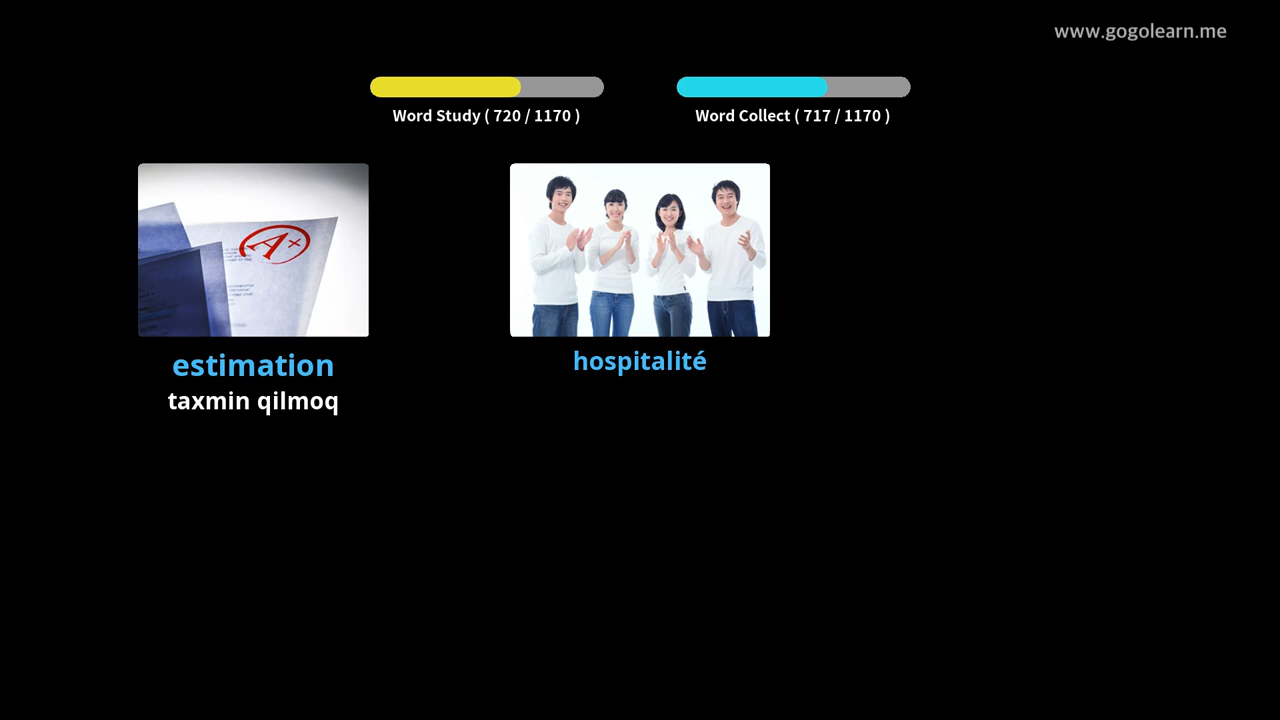 www.gogolearn.me
Word Study ( 720 / 1170 )
Word Collect ( 717 / 1170 )
A+
estimation
taxmin qilmoq
hospitalité